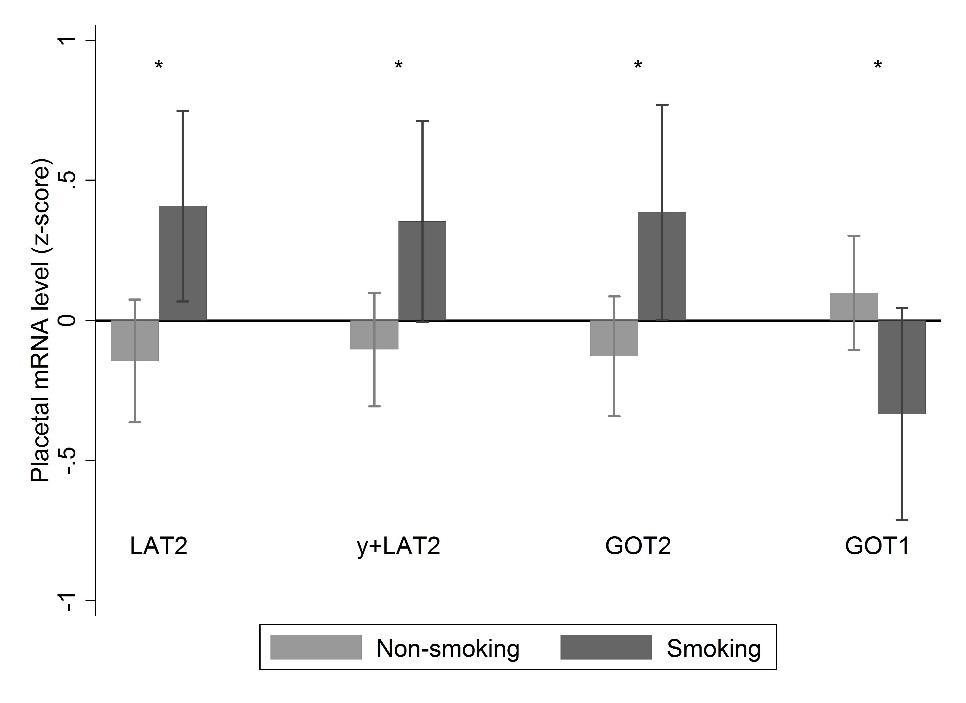 Placetal mRNA level (z-score)
1
.5
0
-.5
-1
* * * *
LAT2 y+LAT2 GOT2 GOT1
Non-smoking Smoking